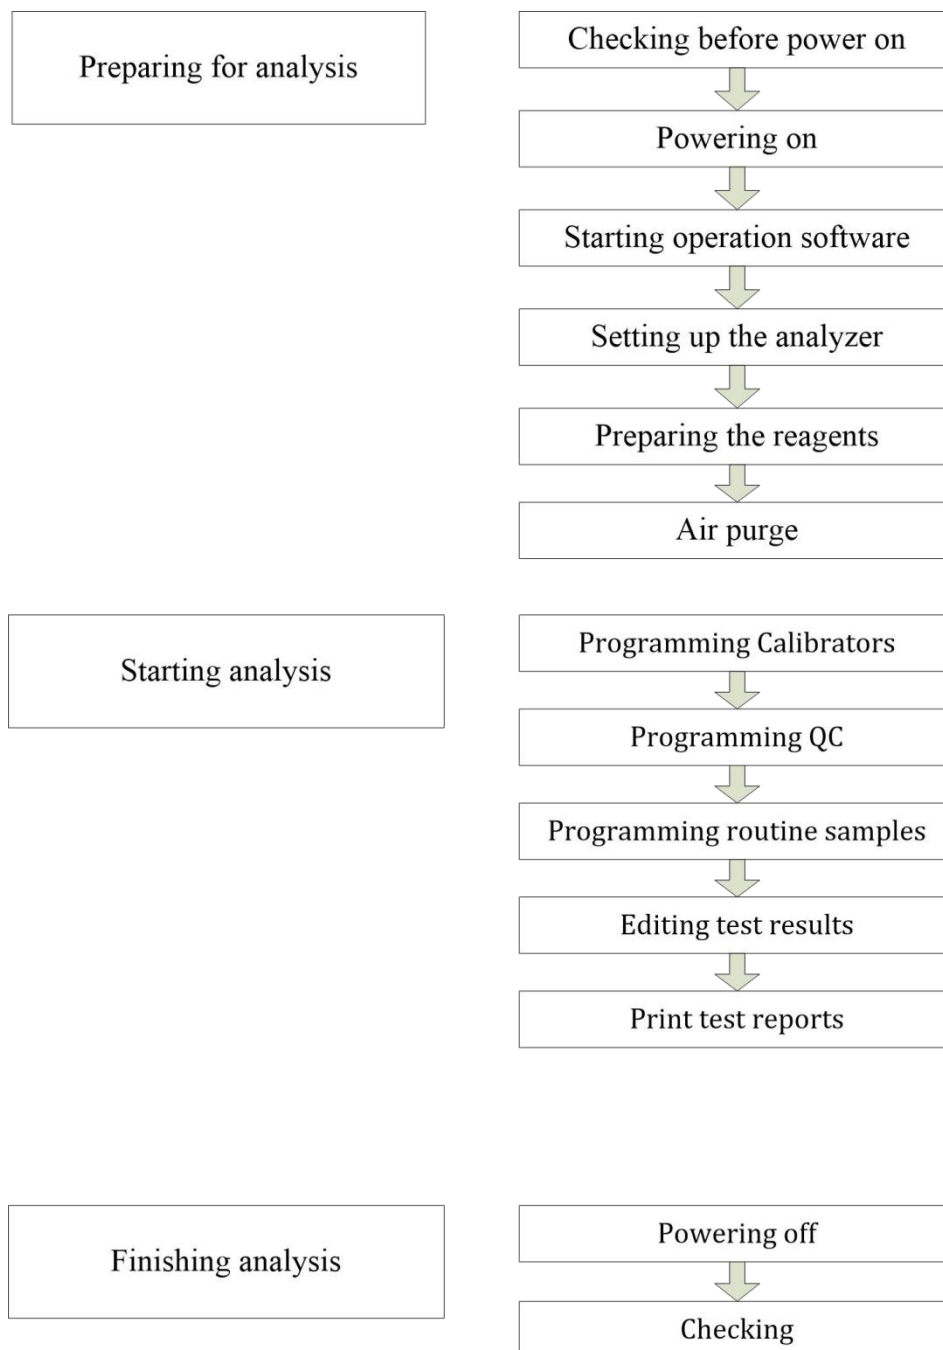 Preparing for analysis
Checking before power on
Powering on
Starting operation software
Setting up the analyzer
Preparing the reagents
Air purge
Starting analysis
Programming Calibrators
Programming QC
Programming routine samples
Editing test results
Print test reports
Finishing analysis
Powering off
Checking